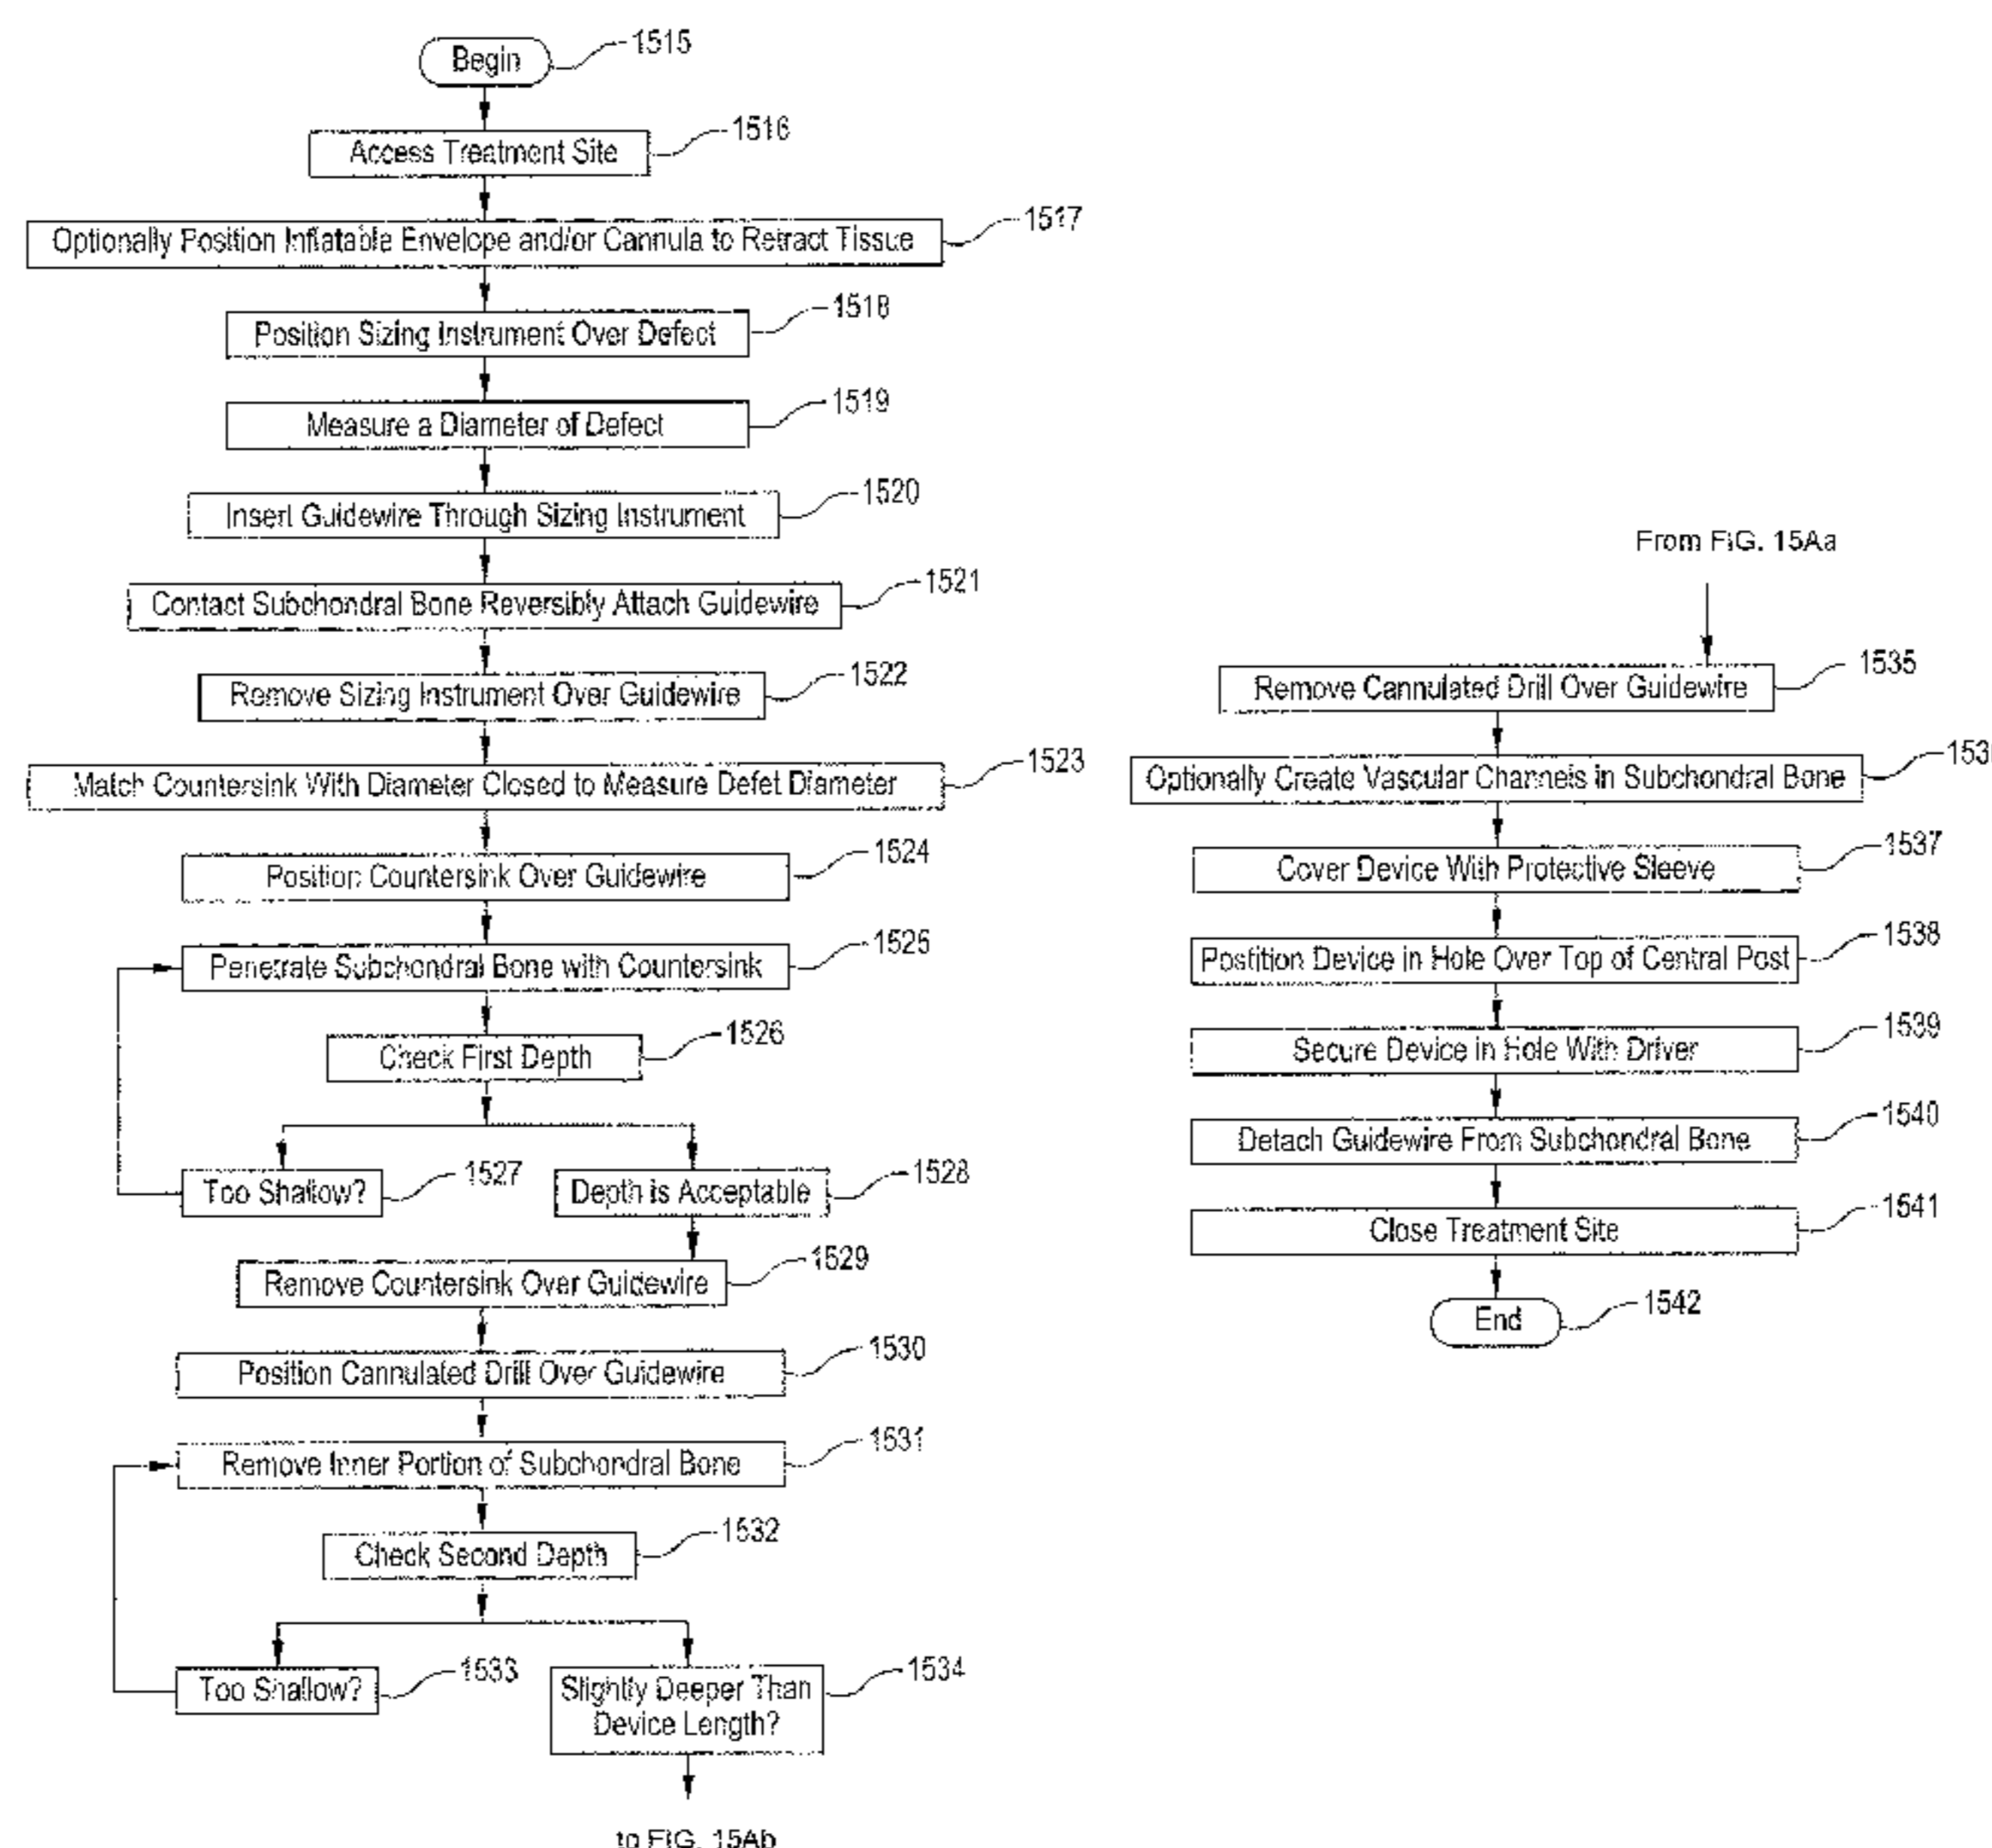 Begin
1515
Access Treatment Site
1516
Optionally Position Inflatable Envelope and/or Cannula to Retract Tissue
1517
Position Sizing Instrument Over Defect
1518
Measure a Diameter of Defect
1519
Insert Guidewire Through Sizing Instrument
1520
Contact Subchondral Bone Reversibly Attach Guidewire
1521
Remove Sizing Instrument Over Guidewire
1522
Match Countersink With Diameter Closed to Measure Defet Diameter
1523
Position Countersink Over Guidewire
1524
Penetrate Subchondral Bone with Countersink
1525
Check First Depth
1526
Too Shallow?
1527
Depth is Acceptable
1528
Remove Countersink Over Guidewire
1529
Position Cannulated Drill Over Guidewire
1530
Remove Inner Portion of Subchondral Bone
1531
Check Second Depth
1532
Too Shallow?
1533
Slightly Deeper Than
Device Length?
1534
to FIG. 15Ab
From FIG. 15Aa
Remove Cannulated Drill Over Guidewire
1535
Optionally Create Vascular Channels in Subchondral Bone
Cover Device With Protective Sleeve
1537
Postition Device in Hole Over Top of Central Post
1538
Secure Device in Hole With Driver
1539
Detach Guidewire From Subchondral Bone
1540
Close Treatment Site
1541
End
1542